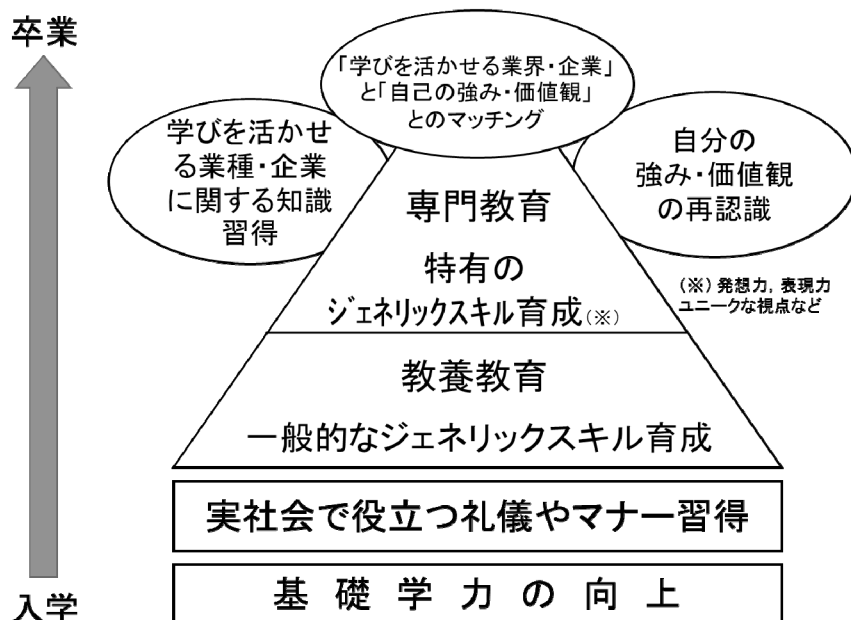 卒業
「学びを活かせる業界・企業」
と「自己の強み・価値観」
とのマッチング
学びを活かせ
る業種・企業
に関する知識
習得
自分の
強み・価値観
の再認識
専門教育
特有の
ジェネリックスキル育成(※)
(※)発想力，表現力
ユニークな視点など
教養教育
一般的なジェネリックスキル育成
実社会で役立つ礼儀やマナー習得
基礎学力の向上
入学